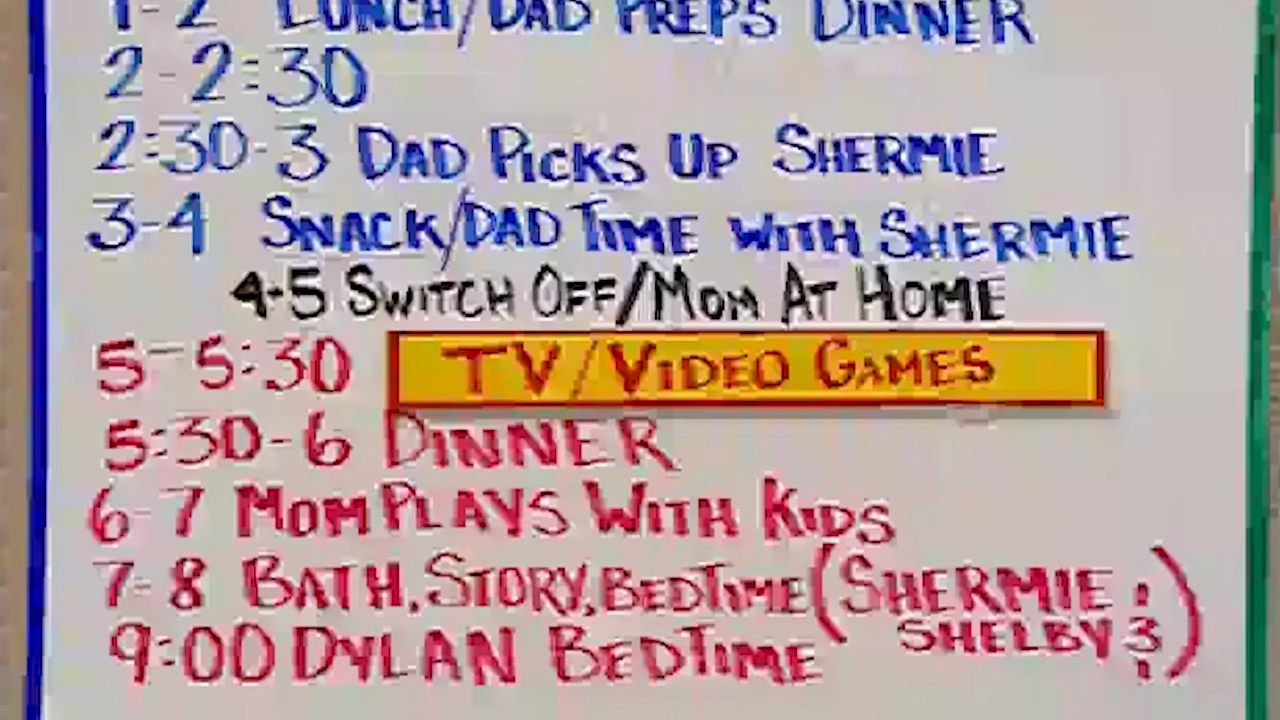 1-2 LUNCH/DAD PREPS DINNER
2-2:30
2:30-3 DAD PICKS UP SHERMIE
3-4 SNACK/DAD TIME WITH SHERMIE
4-5 SWITCH OFF/MOM AT HOME
5-5:30 TV/VIDEO GAMES
5:30-6 DINNER
6-7 MOM PLAYS WITH KIDS
7-8 BATH, STORY, BEDTIME (SHERMIE &
SHELBY)
9:00 DYLAN BEDTIME